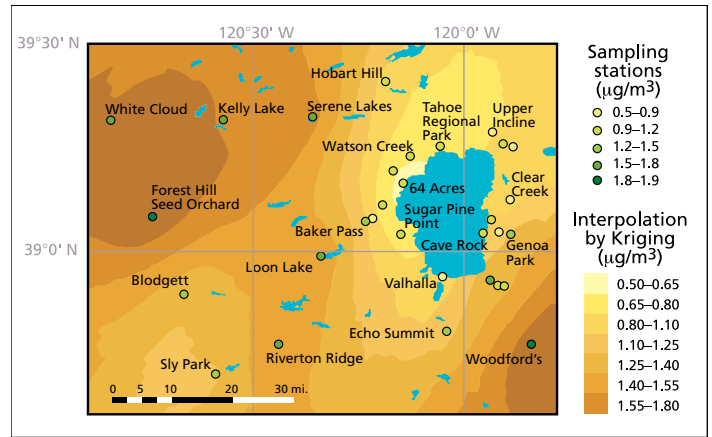 120°30' W
120°0' W
39°30' N
39°0' N
Hobart Hill
White Cloud
Kelly Lake
Serene Lakes
Tahoe
Regional
Park
Upper
Incline
Watson Creek
64 Acres
Clear
Creek
Forest Hill
Seed Orchard
Sugar Pine
Point
Baker Pass
Cave Rock
Genoa
Park
Loon Lake
Valhalla
Blodgett
Echo Summit
Sly Park
Riverton Ridge
Woodford's
0 5 10 20 30 mi.
Sampling
stations
(µg/m3)
0.5–0.9
0.9–1.2
1.2–1.5
1.5–1.8
1.8–1.9
Interpolation
by Kriging
(µg/m3)
0.50–0.65
0.65–0.80
0.80–1.10
1.10–1.25
1.25–1.40
1.40–1.55
1.55–1.80